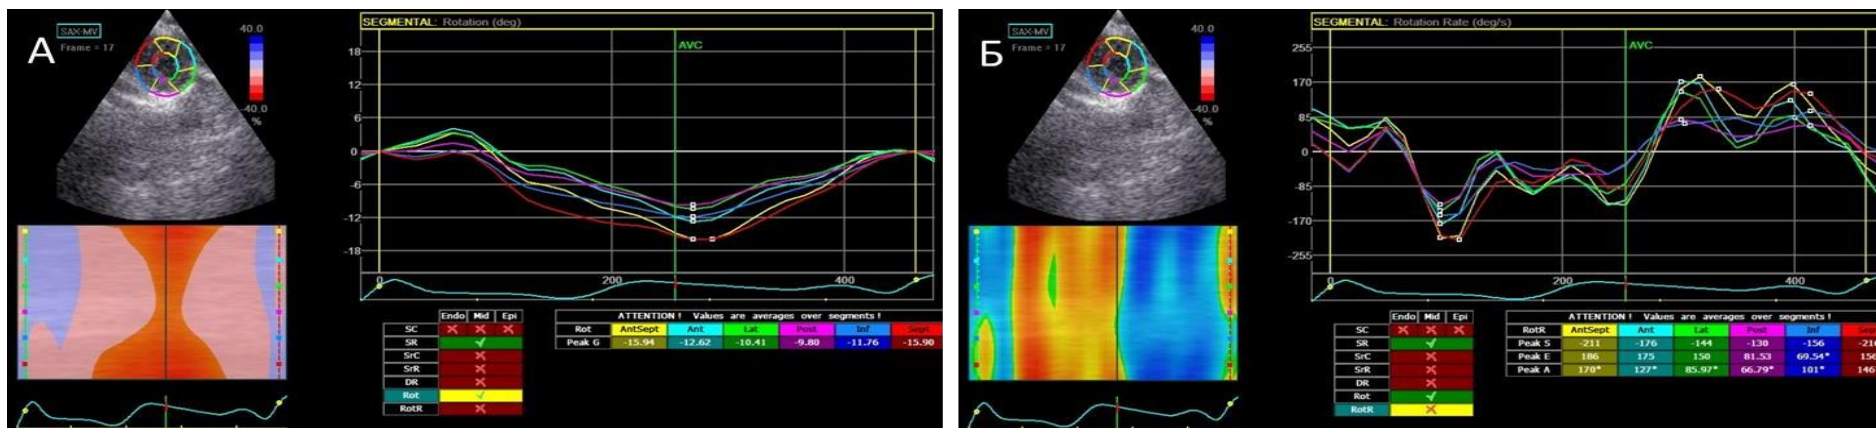 А
SAX-MV
Frame = 17
40.0
-40.0
%
SEGMENTAL: Rotation (deg)
AVC
18
12
6
0
-6
-12
-18
0
200
400
Endo Mid Epi
SC
SR
SrC
SrR
DR
Rot
RotR
ATTENTION ! Values are averages over segments !
Rot AntSept Ant Lat Post Inf Sept
Peak G -15.94 -12.62 -10.41 -9.80 -11.76 -15.90
Б
SAX-MV
Frame = 17
40.0
-40.0
%
SEGMENTAL: Rotation Rate (deg/s)
AVC
255
170
85
0
-85
-170
-255
0
200
400
Endo Mid Epi
SC
SR
SrC
SrR
DR
Rot
RotR
ATTENTION ! Values are averages over segments !
RotR AntSept Ant Lat Post Inf
Peak S -211 -176 -144 -130 -156
Peak E 186 175 150 81.53 69.54*
Peak A 170* 127* 85.97* 66.79* 101*